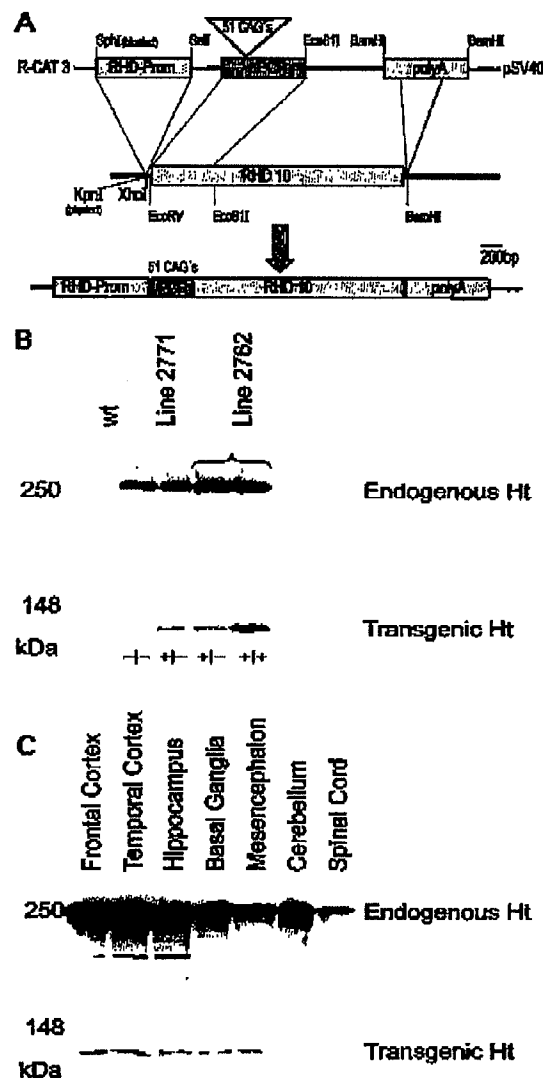 A
51 CAG's
SphI (blunted) SalI Eco81I BamHI BamHI
R-CAT 3 RHD-Prom polyA pSV40
RHD 10
KpnI XhoI
(blunted)
EcoRV Eco81I BamHI
200bp
51 CAG's
RHD-Prom RHD 10 polyA
B
wt Line 2771 Line 2762
250 Endogenous Ht
148 Transgenic Ht
kDa
-/- +/- +/- +/+
C
Frontal Cortex Temporal Cortex Hippocampus Basal Ganglia Mesencephalon Cerebellum Spinal Cord
250 Endogenous Ht
148 Transgenic Ht
kDa